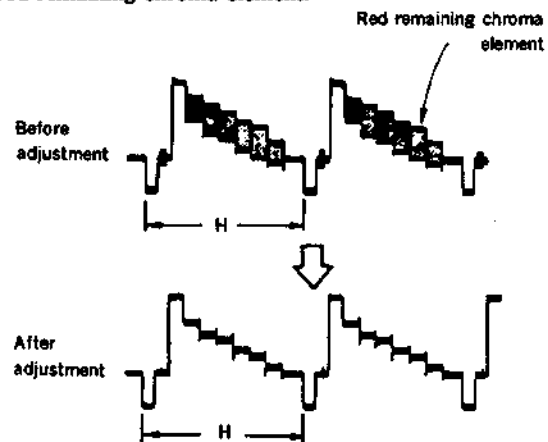 Red remaining chroma
element
Before
adjustment
H
After
adjustment
H